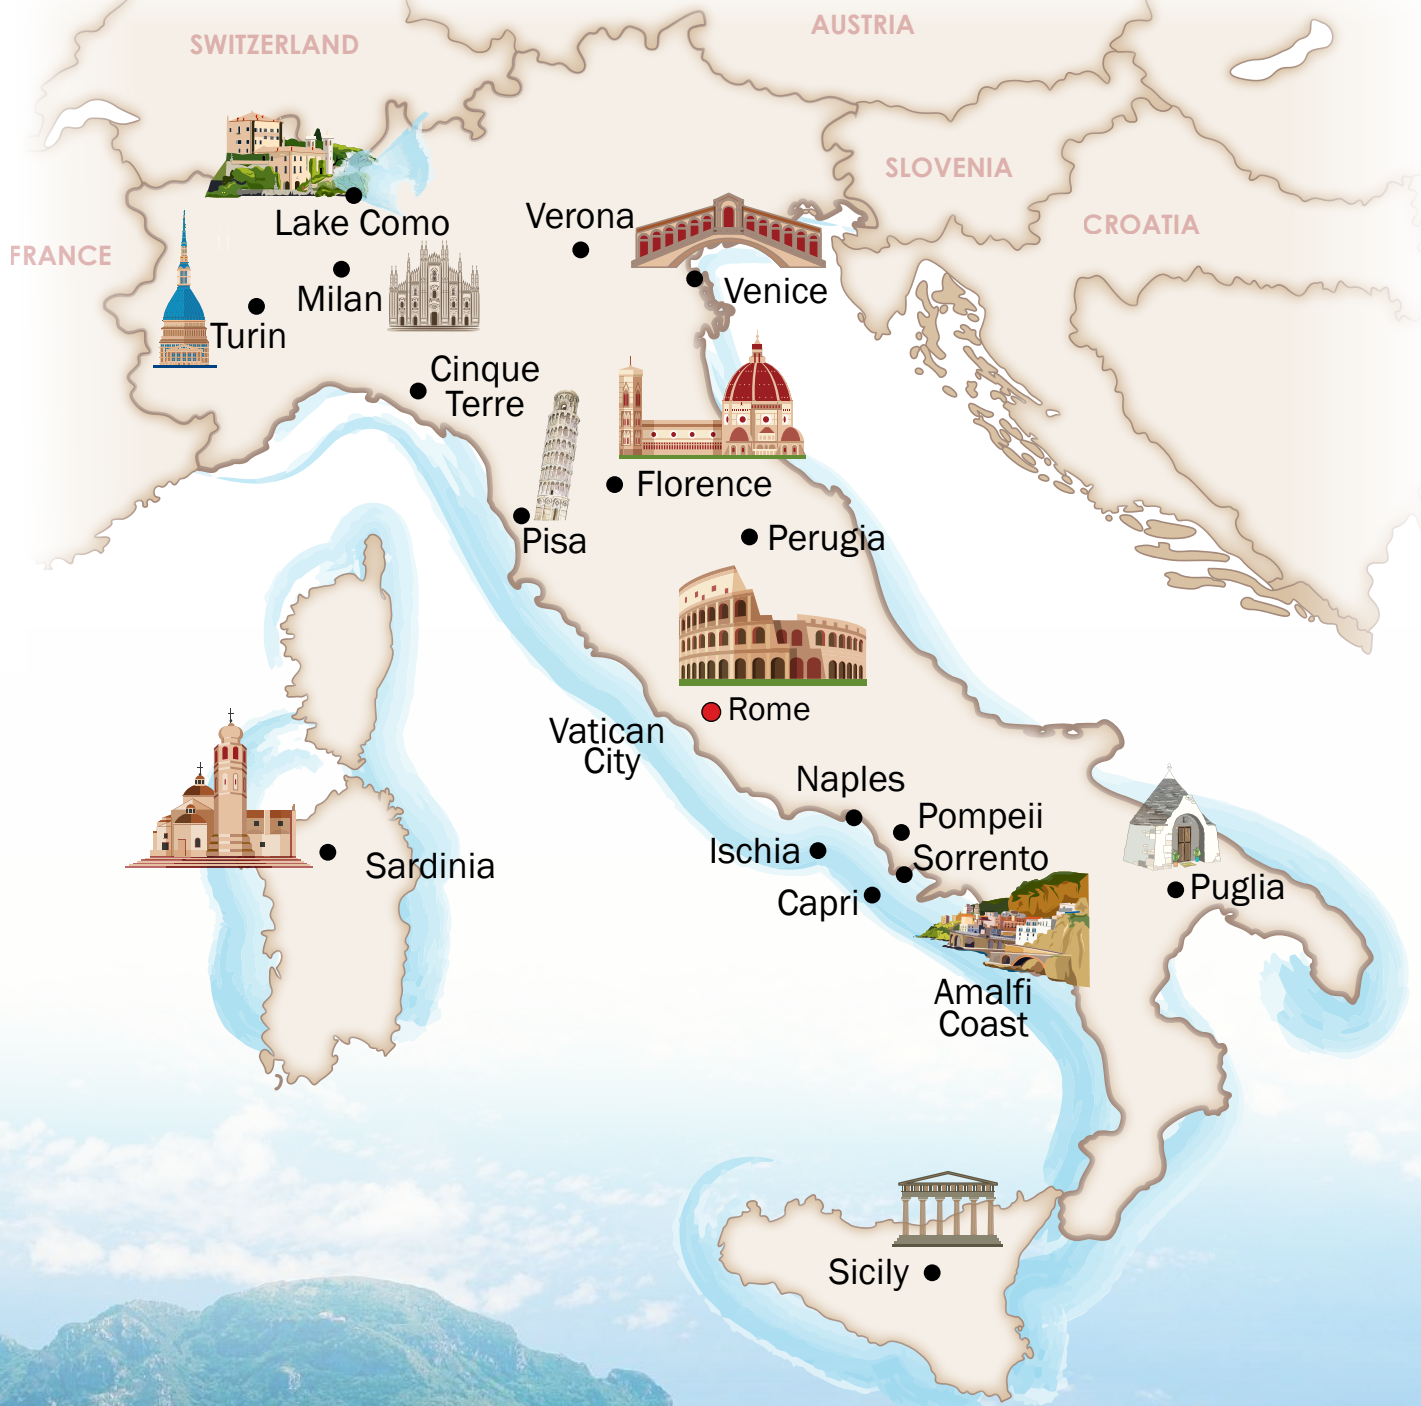 AUSTRIA
SWITZERLAND
SLOVENIA
CROATIA
FRANCE
Lake Como
Verona
Venice
Milan
Turin
Cinque
Terre
Florence
Pisa
Perugia
Rome
Vatican
City
Naples
Pompeii
Ischia
Sorrento
Sardinia
Capri
Puglia
Amalfi
Coast
Sicily